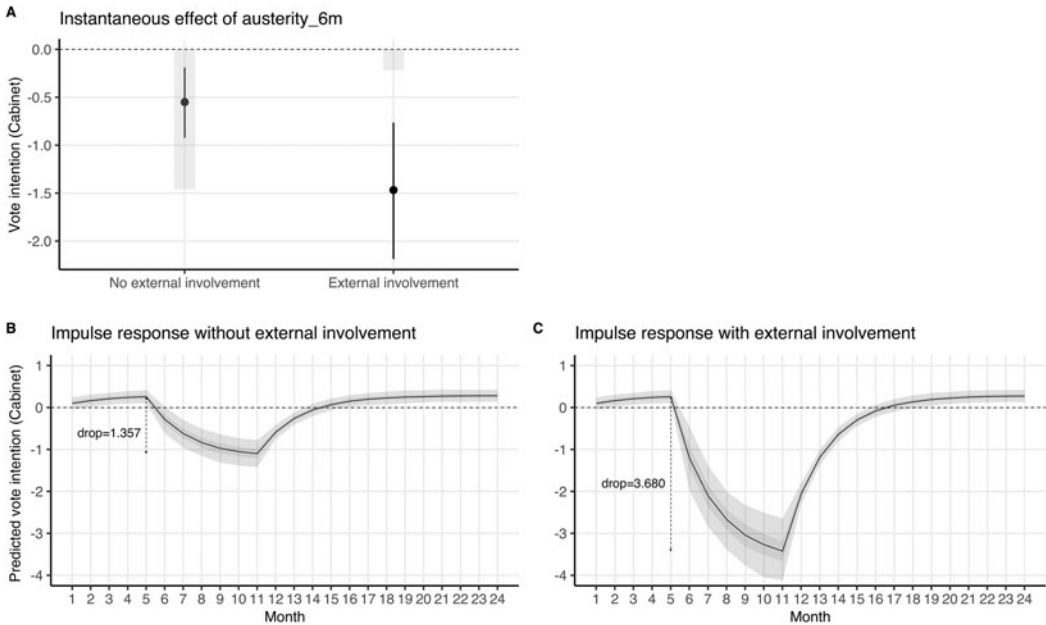 A
Instantaneous effect of austerity_6m
Vote intention (Cabinet)
0.0
-0.5
-1.0
-1.5
-2.0
No external involvement
External involvement
B
Impulse response without external involvement
Predicted vote intention (Cabinet)
1
0
-1
-2
-3
-4
drop=1.357
1 2 3 4 5 6 7 8 9 10 11 12 13 14 15 16 17 18 19 20 21 22 23 24
Month
C
Impulse response with external involvement
1
0
-1
-2
-3
-4
drop=3.680
1 2 3 4 5 6 7 8 9 10 11 12 13 14 15 16 17 18 19 20 21 22 23 24
Month